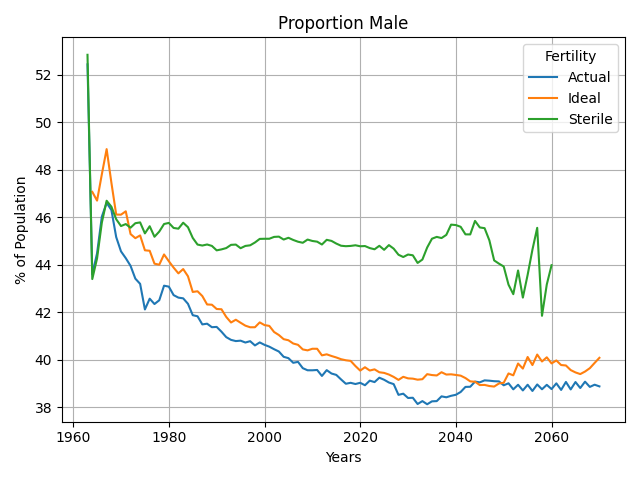 Proportion Male
Fertility
Actual
Ideal
Sterile
% of Population
52
50
48
46
44
42
40
38
1960
1980
2000
2020
2040
2060
Years